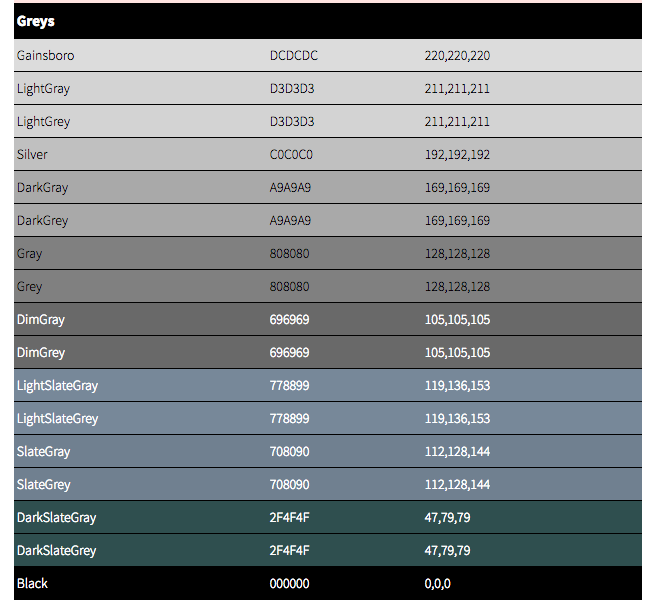 Greys
Gainsboro DCDCDC 220,220,220
LightGray D3D3D3 211,211,211
LightGrey D3D3D3 211,211,211
Silver C0C0C0 192,192,192
DarkGray A9A9A9 169,169,169
DarkGrey A9A9A9 169,169,169
Gray 808080 128,128,128
Grey 808080 128,128,128
DimGray 696969 105,105,105
DimGrey 696969 105,105,105
LightSlateGray 778899 119,136,153
LightSlateGrey 778899 119,136,153
SlateGray 708090 112,128,144
SlateGrey 708090 112,128,144
DarkSlateGray 2F4F4F 47,79,79
DarkSlateGrey 2F4F4F 47,79,79
Black 000000 0,0,0